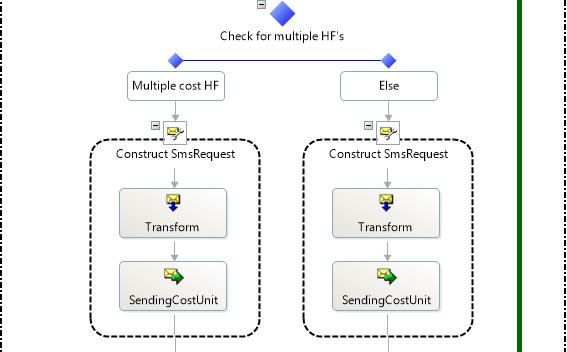 Check for multiple HF's
Multiple cost HF
Else
Construct SmsRequest
Construct SmsRequest
Transform
Transform
SendingCostUnit
SendingCostUnit